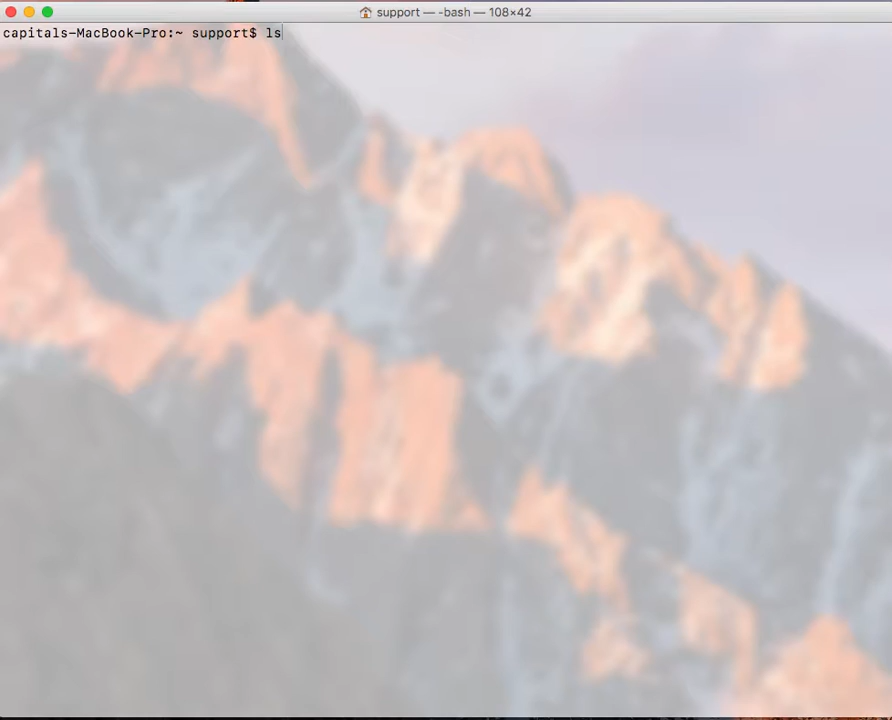 support — -bash — 108×42
capitals-MacBook-Pro:~ support$ ls